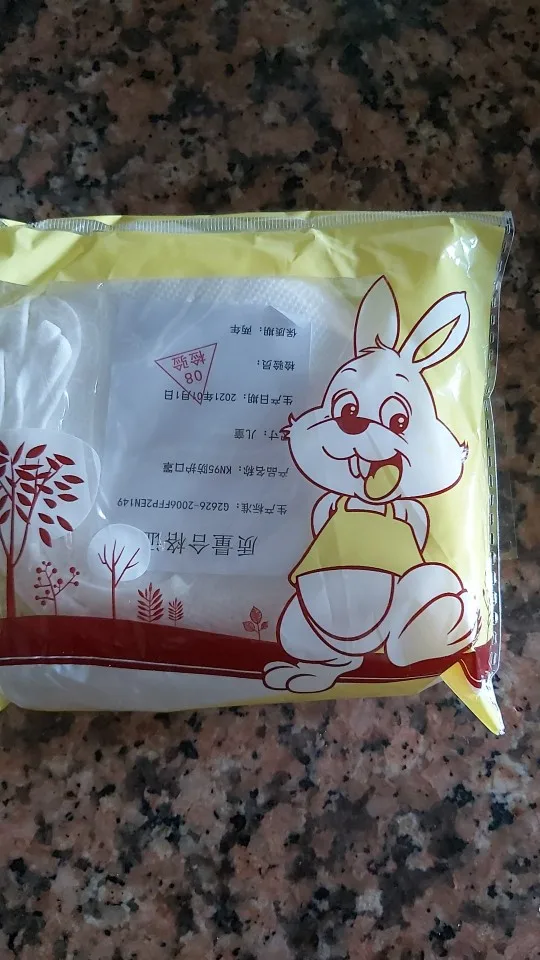 质量合格证
生产标准：G2626-2006FFP2EN149
产品名称：KN95防护口罩
寸：儿童
生产日期：2021年01月1日
检验员：
检验
08
保质期：两年